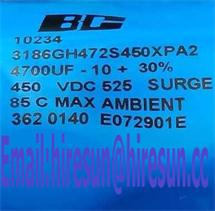 BC
10234
3186GH472S450XPA2
4700UF - 10 + 30%
450 VDC 525 SURGE
85 C MAX AMBIENT
362 0140 E072901E
Email:hiresun@hiresun.cc